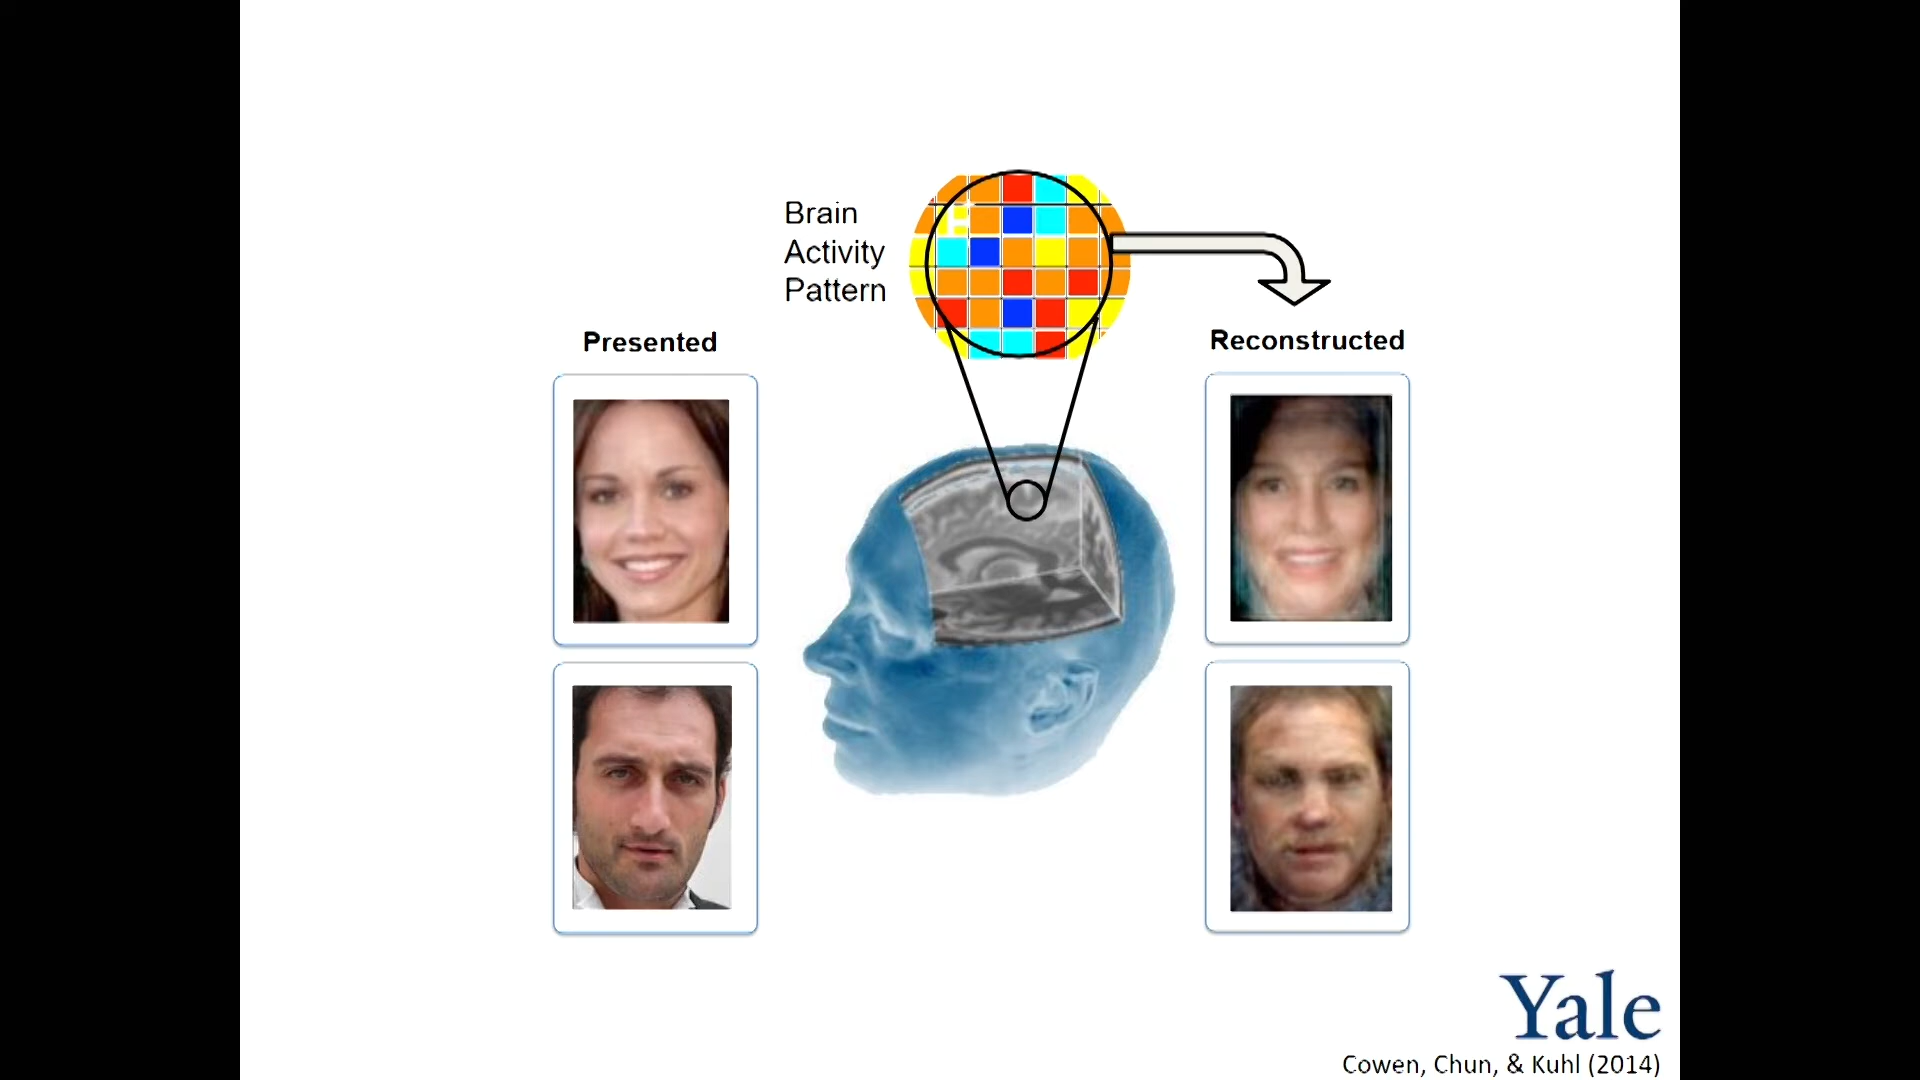 Brain
Activity
Pattern
Presented
Reconstructed
Yale
Cowen, Chun, & Kuhl (2014)